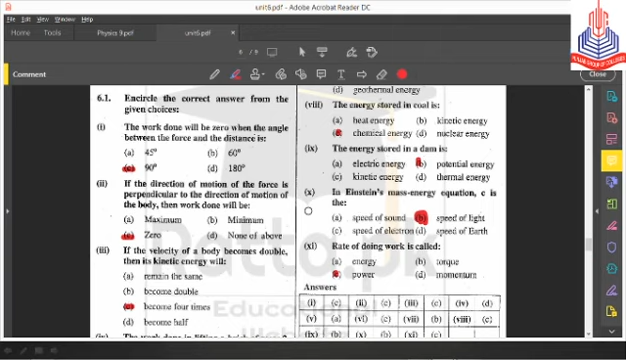 unit6.pdf - Adobe Acrobat Reader DC
File Edit View Window Help
Home Tools Physics 9.pdf unit6.pdf ×
Comment
Close
6.1. Encircle the correct answer from the
given choices:
(i) The work done will be zero when the angle
between the force and the distance is:
(a) 45° (b) 60°
(c) 90° (d) 180°
(ii) If the direction of motion of the force is
perpendicular to the direction of motion of
the body, then work done will be:
(a) Maximum (b) Minimum
(c) Zero (d) None of above
(iii) If the velocity of a body becomes double,
then its kinetic energy will:
(a) remain the same
(b) become double
(c) become four times
(d) become half
(d) geothermal energy
(viii) The energy stored in coal is:
(a) heat energy (b) kinetic energy
chemical energy (d) nuclear energy
(ix) The energy stored in a dam is:
(a) electric energy (b) potential energy
(c) kinetic energy (d) thermal energy
(x) In Einstein's mass-energy equation, c is
the:
(a) speed of sound (b) speed of light
(c) speed of electron (d) speed of Earth
(xi) Rate of doing work is called:
(a) energy (b) torque
power (d) momentum
Answers
(i) (c) (ii) (c) (iii) (c) (iv) (d)
(v) (a) (vi) (c) (vii) (b) (viii) (c)
(ix) (b) (x) (b) (xi) (c)